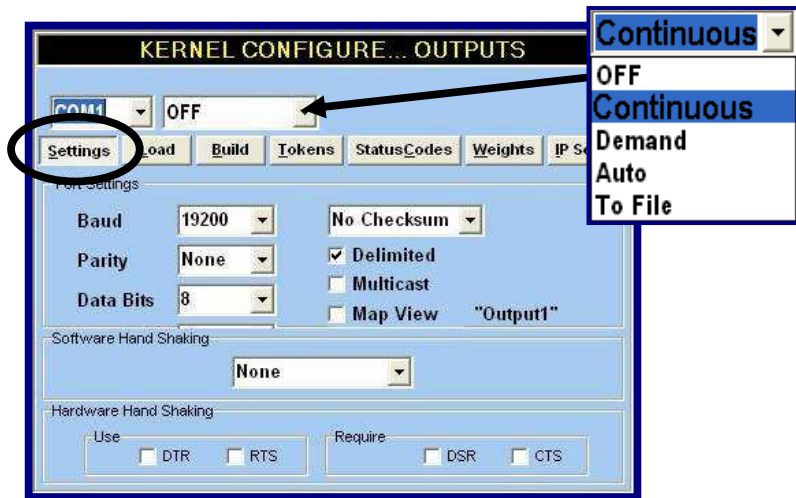 KERNEL CONFIGURE... OUTPUTS
COM1 OFF
Settings Load Build Tokens StatusCodes Weights IP
Port Settings
Baud 19200 No Checksum
Parity None Delimited
Data Bits 8 Multicast
Map View "Output1"
Software Hand Shaking
None
Hardware Hand Shaking
Use Require
DTR RTS DSR CTS
Continuous
OFF
Continuous
Demand
Auto
To File